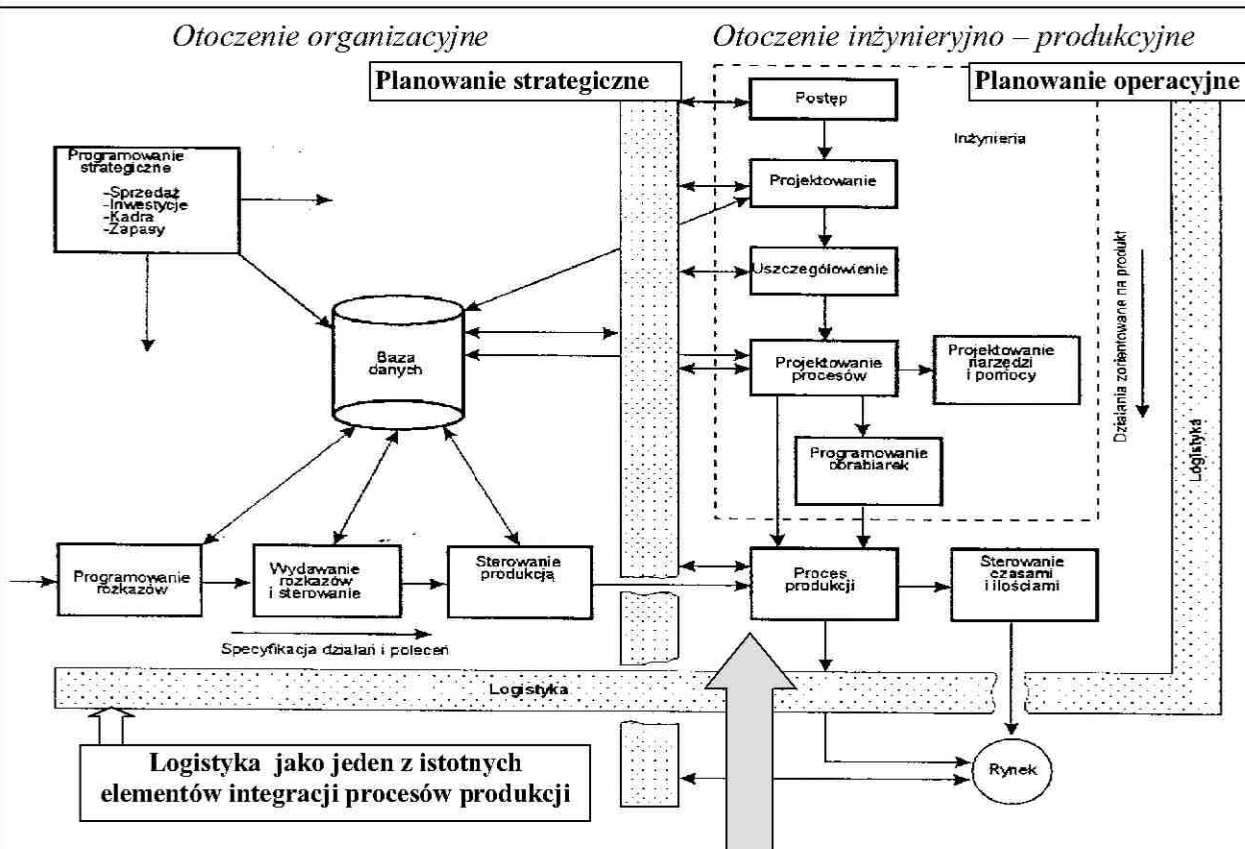 Otoczenie organizacyjne
Otoczenie inżynieryjno – produkcyjne
Planowanie strategiczne
Planowanie operacyjne
Postęp
Inżynieria
Programowanie
strategiczne
-Sprzedaż
-Inwestycje
-Kadra
-Zapasy
Projektowanie
Uszczegółowienie
Baza
danych
Projektowanie
procesów
Projektowanie
narzędzi
i pomocy
Działania zorientowane na produkt
Logistyka
Programowanie
obrabiarek
Programowanie
rozkazów
Wydawanie
rozkazów
i sterowanie
Sterowanie
produkcją
Proces
produkcji
Sterowanie
czasami
i ilościami
Specyfikacja działań i poleceń
Logistyka
Logistyka jako jeden z istotnych
elementów integracji procesów produkcji
Rynek